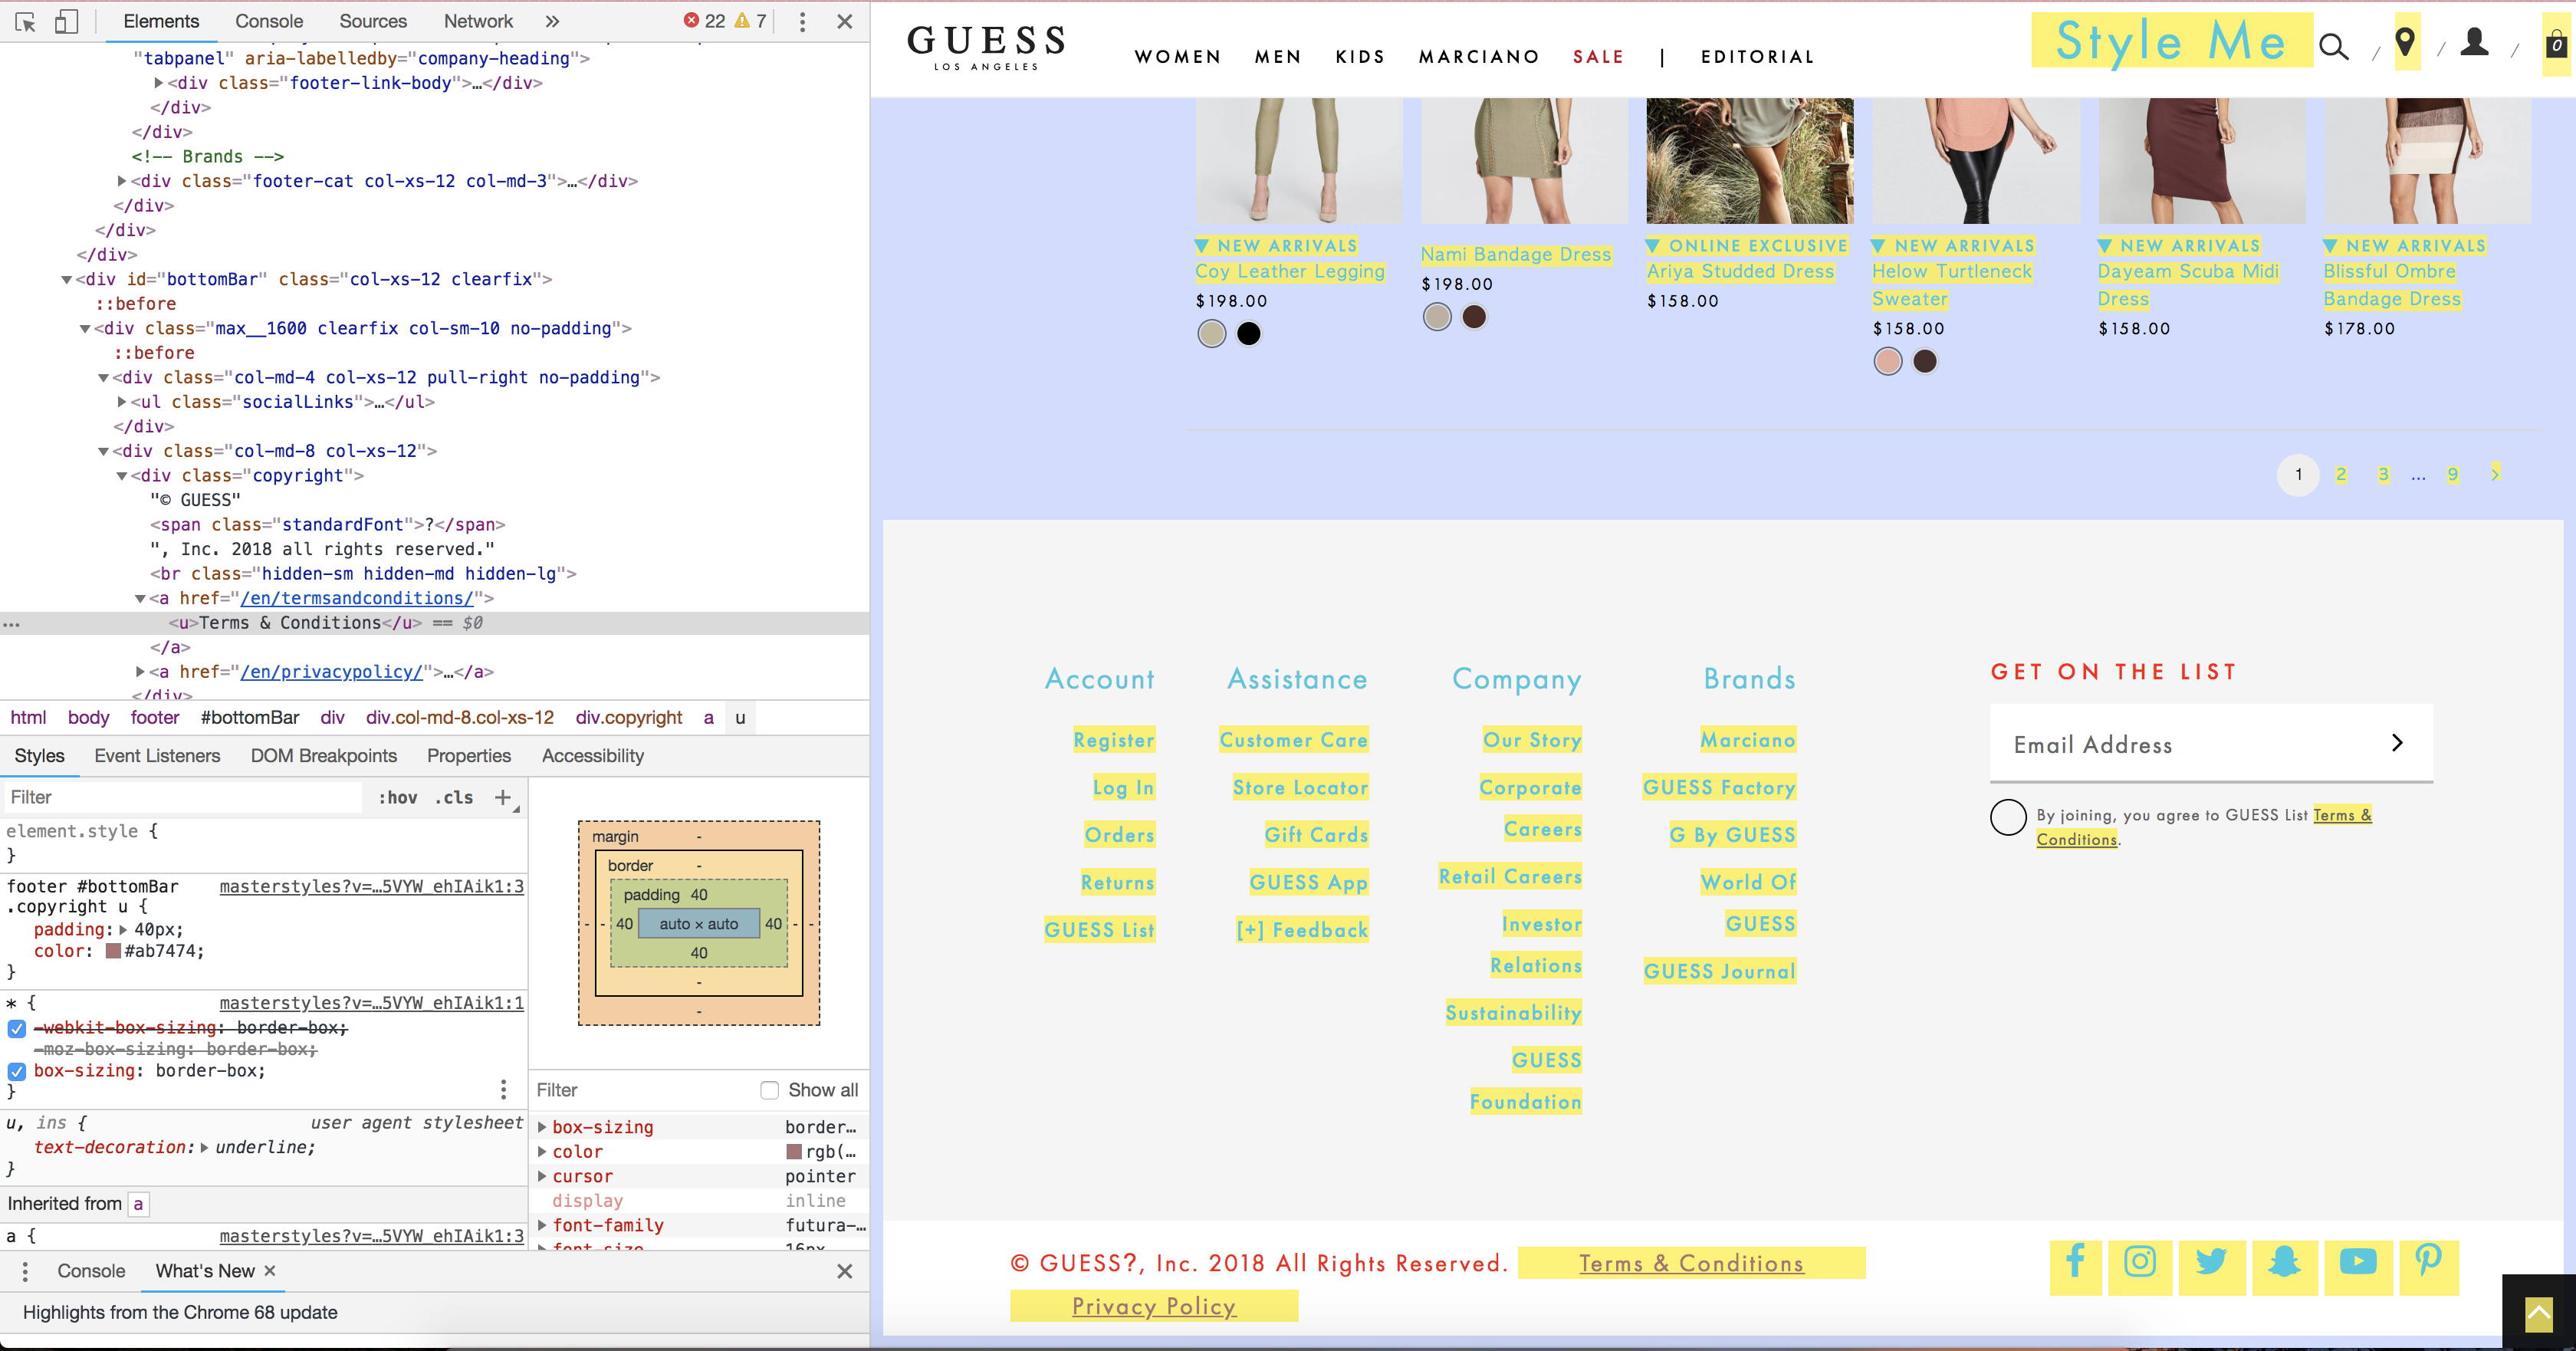 Elements Console Sources Network » 22 7
"tabpanel" aria-labelledby="company-heading">
<div class="footer-link-body">…</div>
</div>
</div>
<!-- Brands -->
<div class="footer-cat col-xs-12 col-md-3">…</div>
</div>
</div>
</div>
<div id="bottomBar" class="col-xs-12 clearfix">
::before
<div class="max__1600 clearfix col-sm-10 no-padding">
::before
<div class="col-md-4 col-xs-12 pull-right no-padding">
<ul class="socialLinks">…</ul>
</div>
<div class="col-md-8 col-xs-12">
<div class="copyright">
"© GUESS"
<span class="standardFont">?</span>
", Inc. 2018 all rights reserved."
<br class="hidden-sm hidden-md hidden-lg">
<a href="/en/termsandconditions/">
… <u>Terms & Conditions</u> == $0
</a>
<a href="/en/privacypolicy/">…</a>
</div>
html body footer #bottomBar div div.col-md-8.col-xs-12 div.copyright a u
Styles Event Listeners DOM Breakpoints Properties Accessibility
Filter :hov .cls +
element.style {
}
footer #bottomBar masterstyles?v=…5VYW_ehIAik1:3
.copyright u {
padding: 40px;
color: #ab7474;
}
* { masterstyles?v=…5VYW_ehIAik1:1
-webkit-box-sizing: border-box;
-moz-box-sizing: border-box;
box-sizing: border-box;
}
u, ins { user agent stylesheet
text-decoration: underline;
}
Inherited from a
a { masterstyles?v=…5VYW_ehIAik1:3
margin -
border -
padding 40
- - 40 auto × auto 40 - -
40
-
-
Filter Show all
box-sizing border…
color rgb(…
cursor pointer
display inline
font-family futura-…
font-size 16px
Console What's New ×
Highlights from the Chrome 68 update
GUESS
LOS ANGELES
WOMEN MEN KIDS MARCIANO SALE | EDITORIAL
Style Me / / / 0
▼ NEW ARRIVALS
Coy Leather Legging
$198.00
Nami Bandage Dress
$198.00
▼ ONLINE EXCLUSIVE
Ariya Studded Dress
$158.00
▼ NEW ARRIVALS
Helow Turtleneck
Sweater
$158.00
▼ NEW ARRIVALS
Dayeam Scuba Midi
Dress
$158.00
▼ NEW ARRIVALS
Blissful Ombre
Bandage Dress
$178.00
1 2 3 ... 9 >
Account
Register
Log In
Orders
Returns
GUESS List
Assistance
Customer Care
Store Locator
Gift Cards
GUESS App
[+] Feedback
Company
Our Story
Corporate
Careers
Retail Careers
Investor
Relations
Sustainability
GUESS
Foundation
Brands
Marciano
GUESS Factory
G By GUESS
World Of
GUESS
GUESS Journal
GET ON THE LIST
Email Address
By joining, you agree to GUESS List Terms &
Conditions.
© GUESS?, Inc. 2018 All Rights Reserved. Terms & Conditions
Privacy Policy